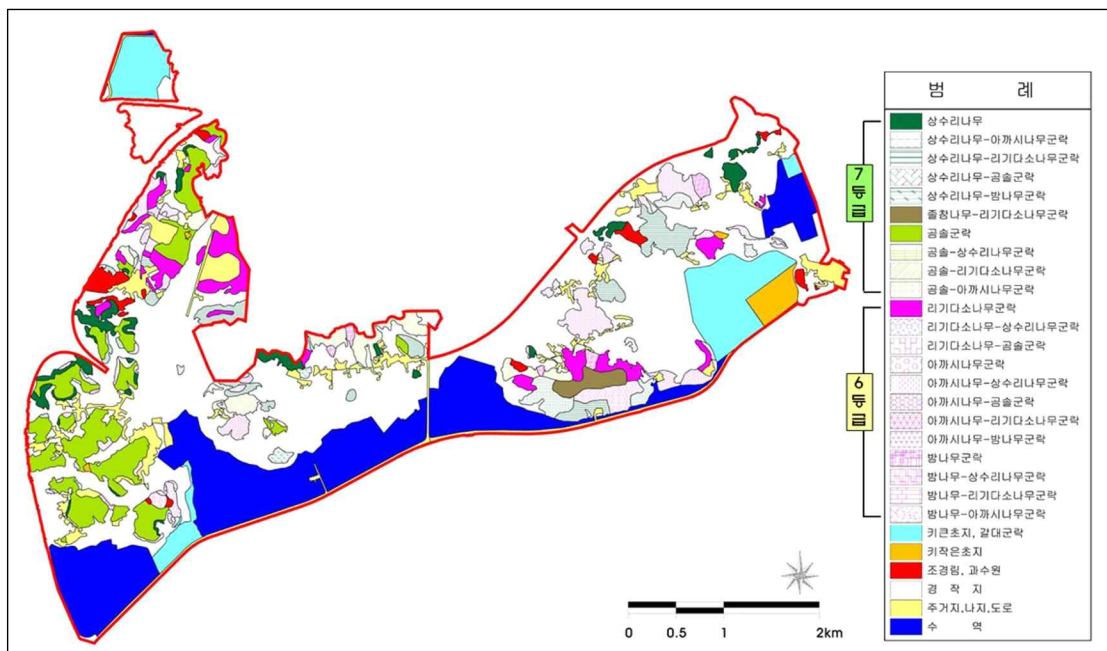 범 례
상수리나무
상수리나무-아까시나무군락
상수리나무-리기다소나무군락
상수리나무-곰솔군락
상수리나무-밤나무군락
졸참나무-리기다소나무군락
곰솔군락
곰솔-상수리나무군락
곰솔-리기다소나무군락
곰솔-아까시나무군락
7등급
리기다소나무군락
리기다소나무-상수리나무군락
리기다소나무-곰솔군락
아까시나무군락
아까시나무-상수리나무군락
아까시나무-곰솔군락
아까시나무-리기다소나무군락
아까시나무-밤나무군락
밤나무군락
밤나무-상수리나무군락
밤나무-리기다소나무군락
밤나무-아까시나무군락
6등급
키큰초지, 갈대군락
키작은초지
조경림, 과수원
경 작 지
주거지,나지,도로
수 역
0 0.5 1 2km